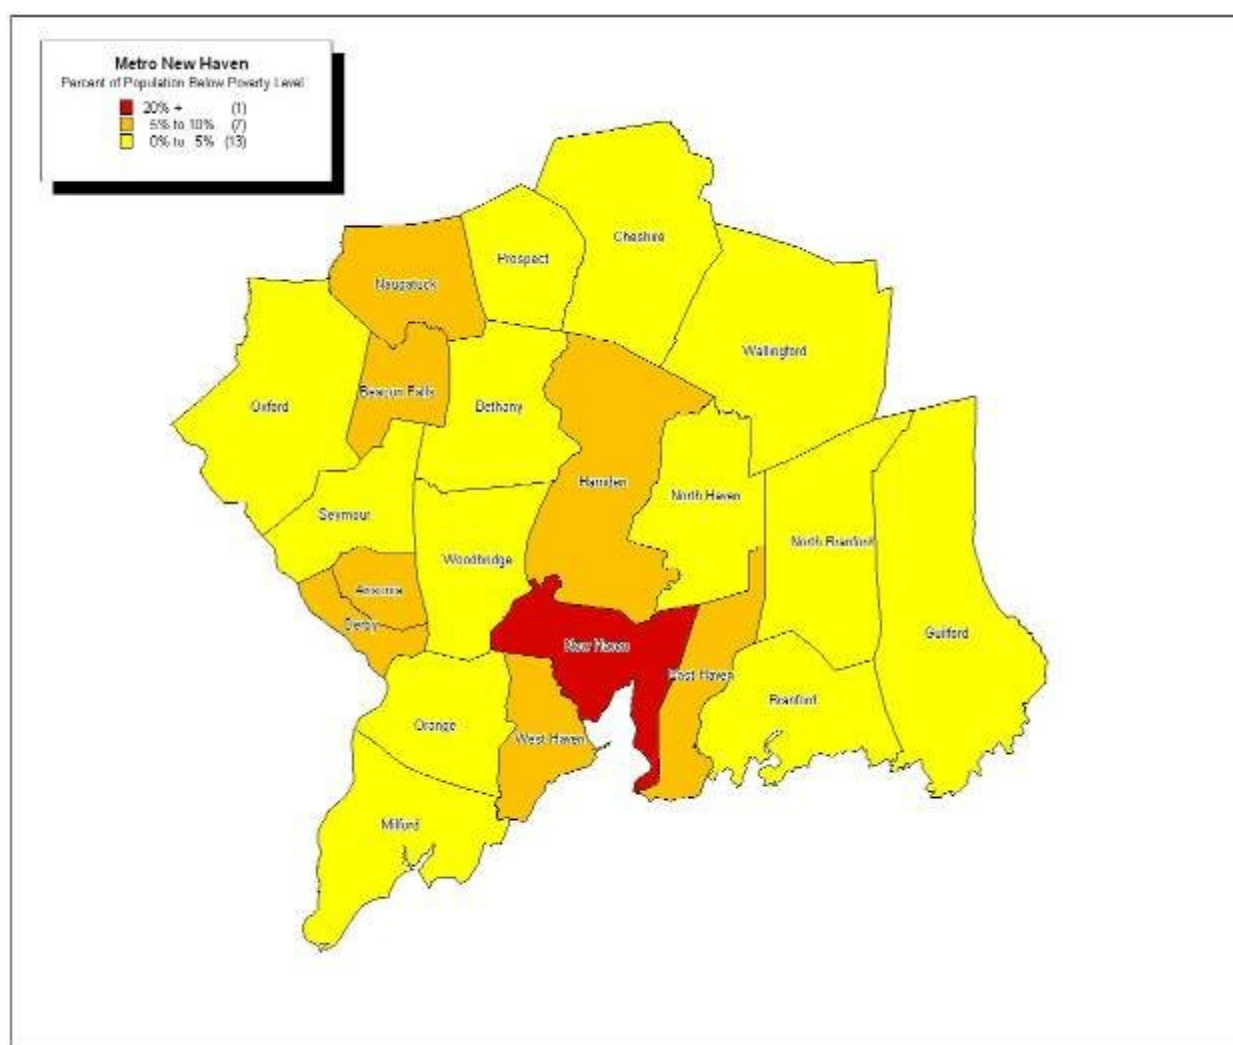 Metro New Haven
Percent of Population Below Poverty Level
20% + (1)
5% to 10% (7)
0% to 5% (13)
Cheshire
Prospect
Naugatuck
Wallingford
Beacon Falls
Oxford
Bethany
Hamden
North Haven
Seymour
North Branford
Woodbridge
Ansonia
Derby
Guilford
New Haven
East Haven
Branford
Orange
West Haven
Milford